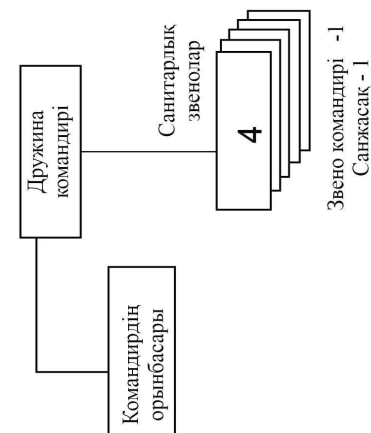 Дружина
командирі
Командирдің
орынбасары
Санитарлық
звенолар
4
Звено командирі -1
Санжасақ - 1